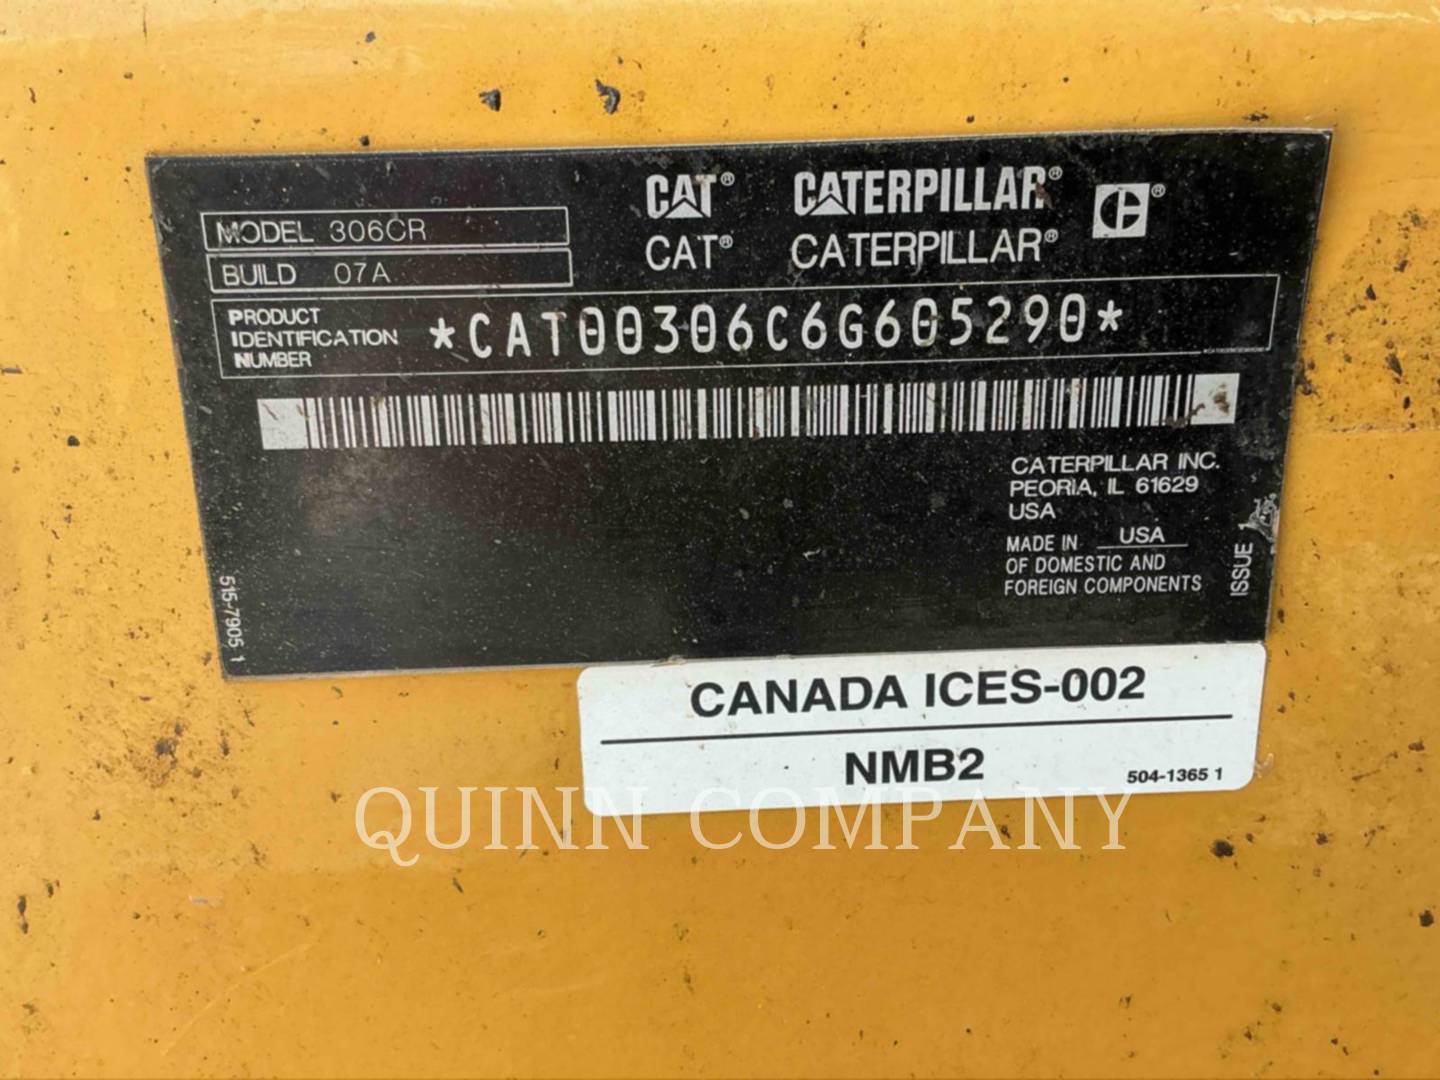 CAT® CATERPILLAR®
CAT® CATERPILLAR®
MODEL 306CR
BUILD 07A
PRODUCT
IDENTIFICATION
NUMBER
*CAT00306C6G605290*
CATERPILLAR INC.
PEORIA, IL 61629
USA
MADE IN USA
OF DOMESTIC AND
FOREIGN COMPONENTS
ISSUE 1
515-7905 1
CANADA ICES-002
NMB2
504-1365 1
QUINN COMPANY